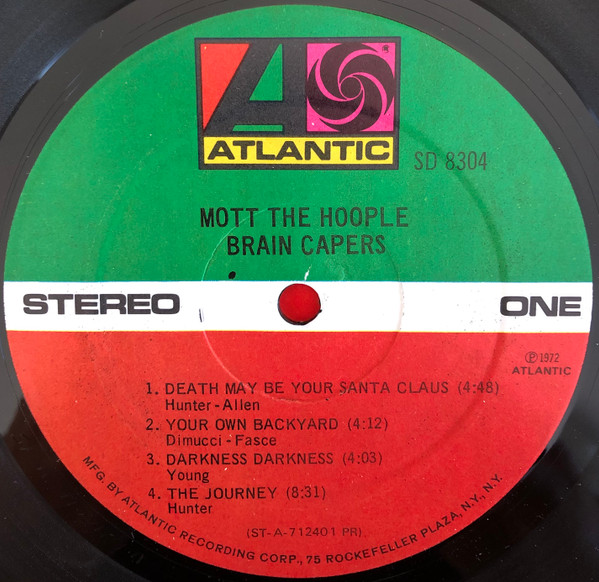 ®
ATLANTIC
SD 8304
MOTT THE HOOPLE
BRAIN CAPERS
STEREO ONE
℗ 1972
ATLANTIC
1. DEATH MAY BE YOUR SANTA CLAUS (4:48)
Hunter-Allen
2. YOUR OWN BACKYARD (4:12)
Dimucci-Fasce
3. DARKNESS DARKNESS (4:03)
Young
4. THE JOURNEY (8:31)
Hunter
(ST-A-712401 PR)
MFG. BY ATLANTIC RECORDING CORP., 75 ROCKEFELLER PLAZA, N.Y., N.Y.